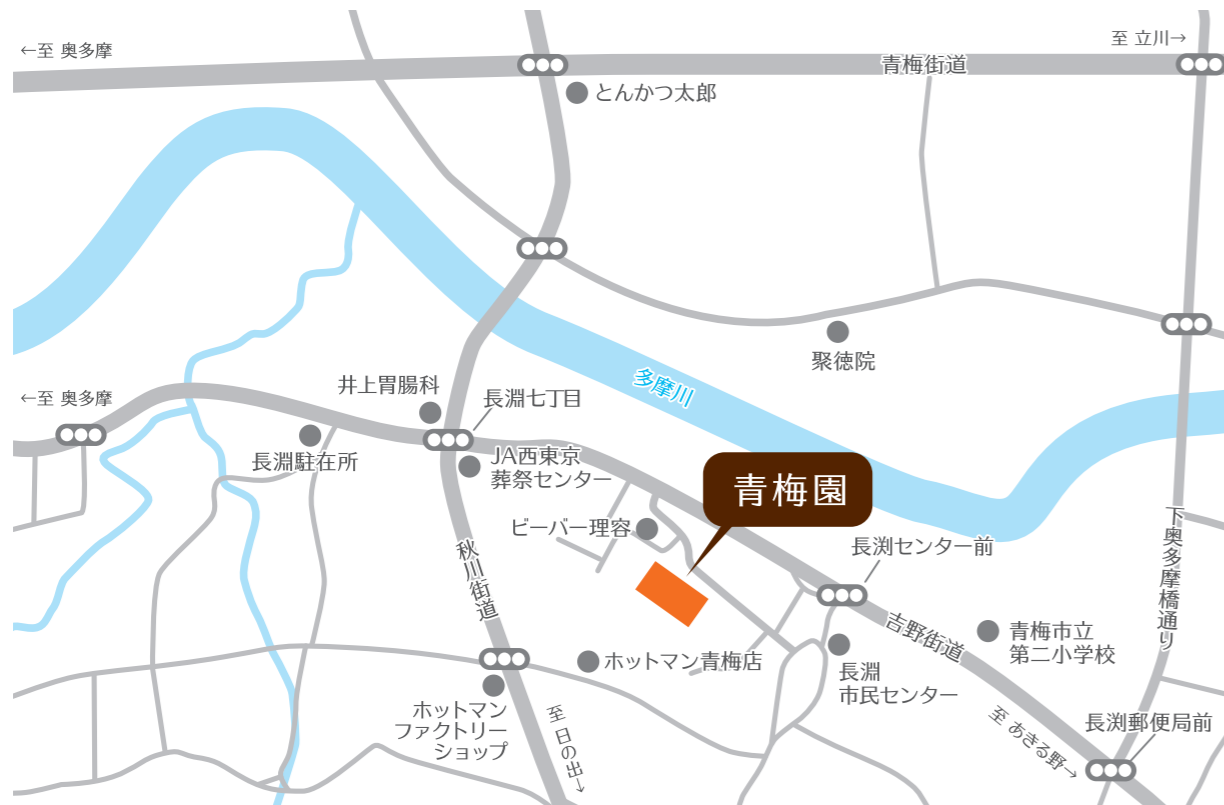 ←至 奥多摩
至 立川→
青梅街道
とんかつ太郎
聚徳院
多摩川
井上胃腸科
長淵七丁目
←至 奥多摩
長淵駐在所
JA西東京
葬祭センター
青梅園
ビーバー理容
長渕センター前
下奥多摩橋通り
秋川街道
吉野街道
青梅市立
第二小学校
ホットマン青梅店
長淵
市民センター
ホットマン
ファクトリー
ショップ
至 日の出→
至 あきる野→
長渕郵便局前